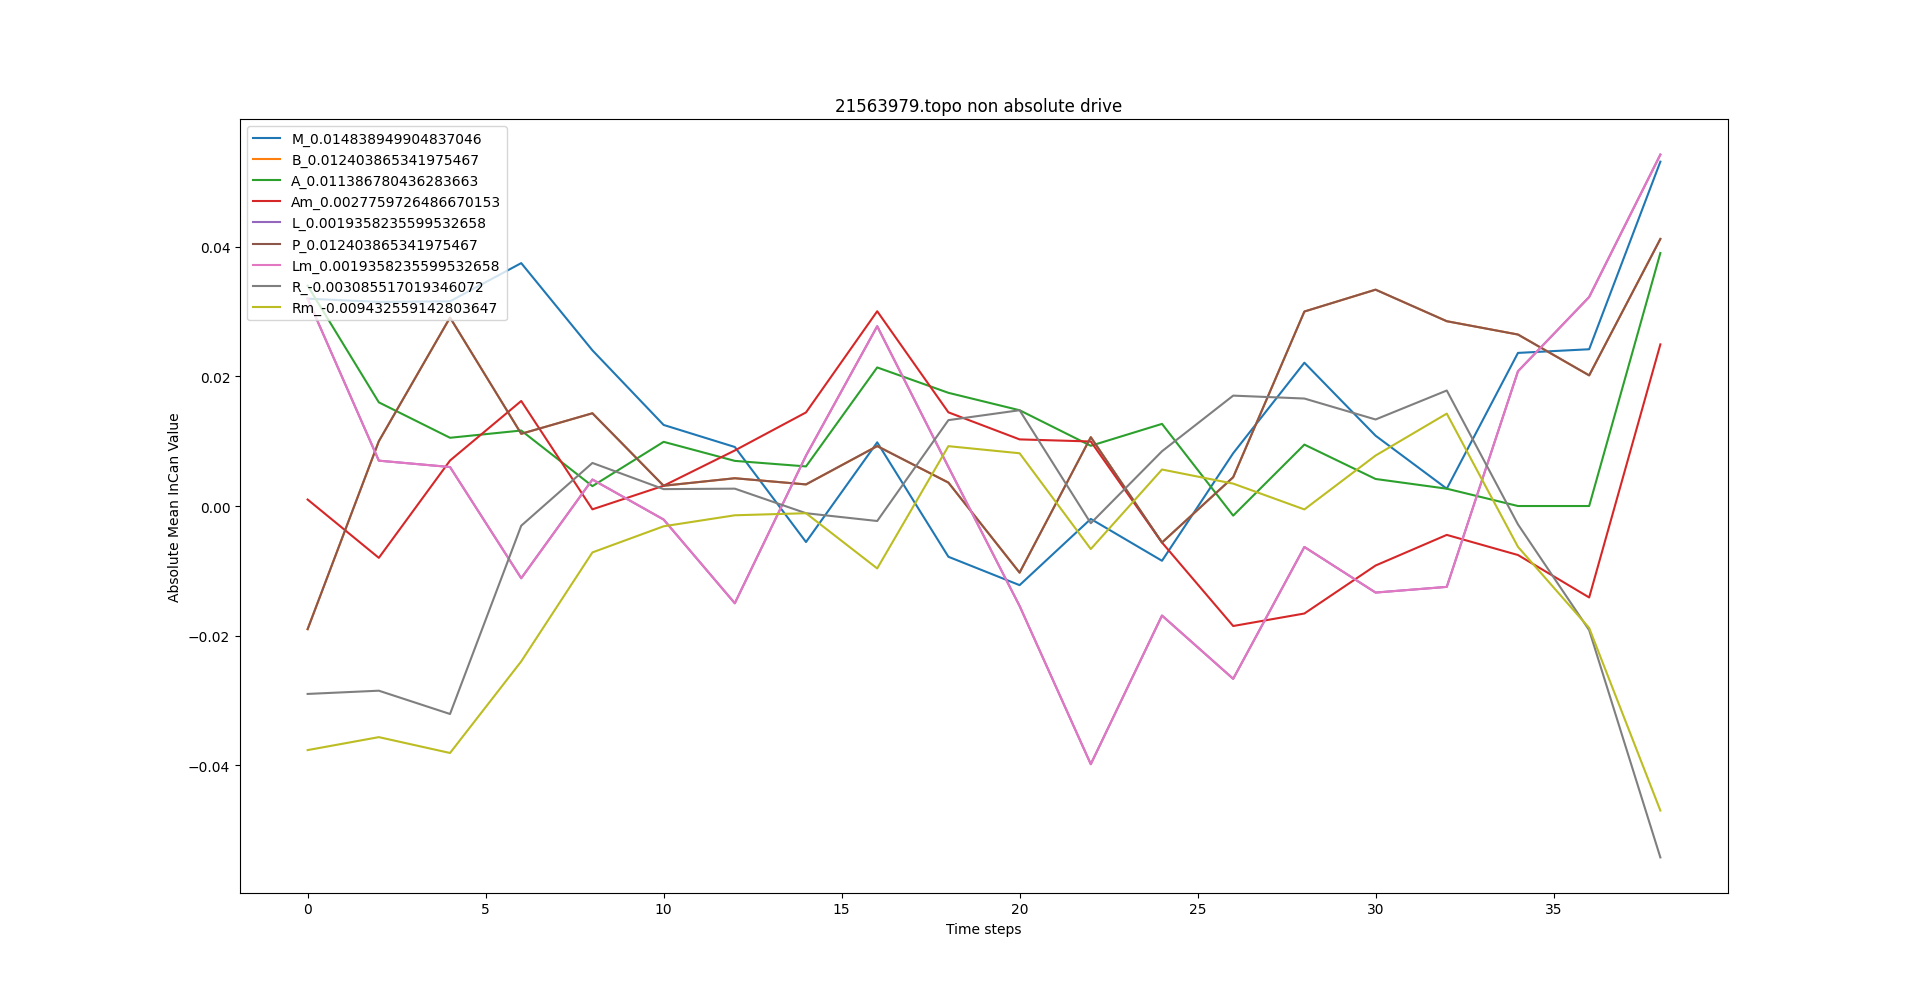 21563979.topo non absolute drive
M_0.014838949904837046
B_0.012403865341975467
A_0.011386780436283663
Am_0.0027759726486670153
L_0.0019358235599532658
P_0.012403865341975467
Lm_0.0019358235599532658
R_-0.003085517019346072
Rm_-0.009432559142803647
Absolute Mean InCan Value
0.04
0.02
0.00
−0.02
−0.04
0 5 10 15 20 25 30 35
Time steps